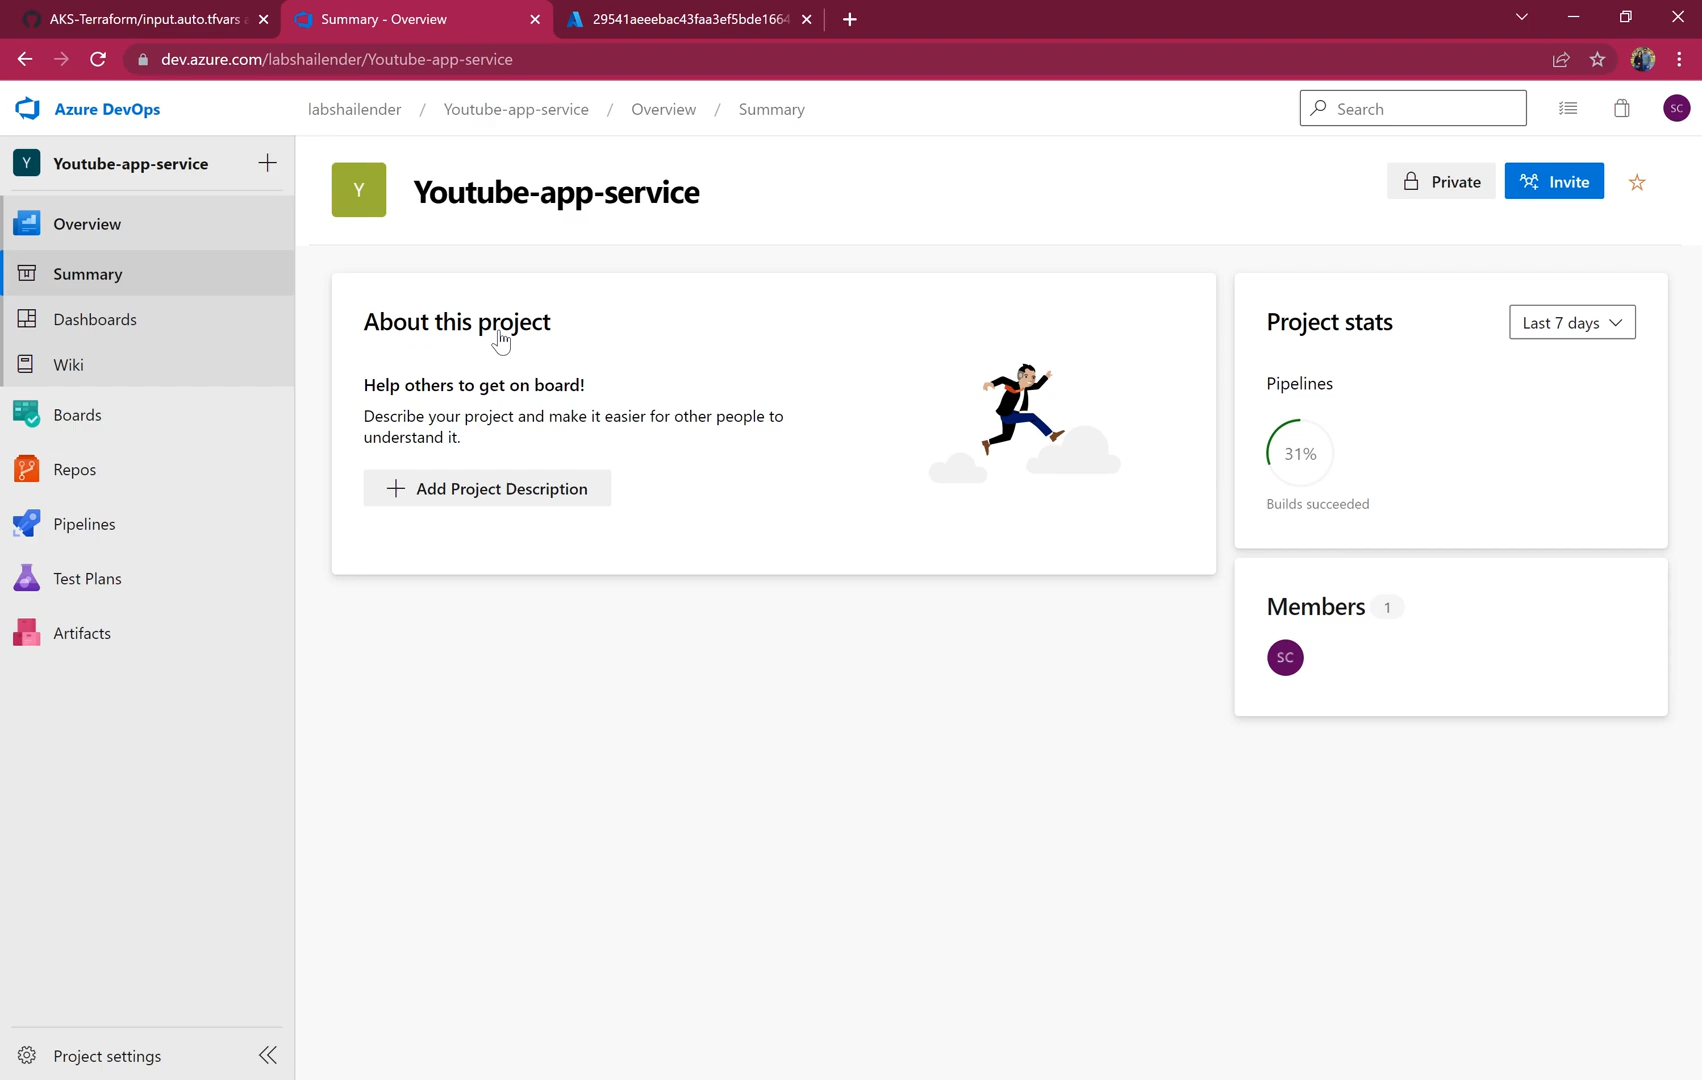 AKS-Terraform/input.auto.tfvars
Summary - Overview
29541aeeebac43faa3ef5bde1664
dev.azure.com/labshailender/Youtube-app-service
Azure DevOps
labshailender / Youtube-app-service / Overview / Summary
Search
SC
Y
Youtube-app-service
Overview
Summary
Dashboards
Wiki
Boards
Repos
Pipelines
Test Plans
Artifacts
Project settings
Y
Youtube-app-service
Private
Invite
About this project
Help others to get on board!
Describe your project and make it easier for other people to
understand it.
Add Project Description
Project stats
Last 7 days
Pipelines
31%
Builds succeeded
Members 1
SC